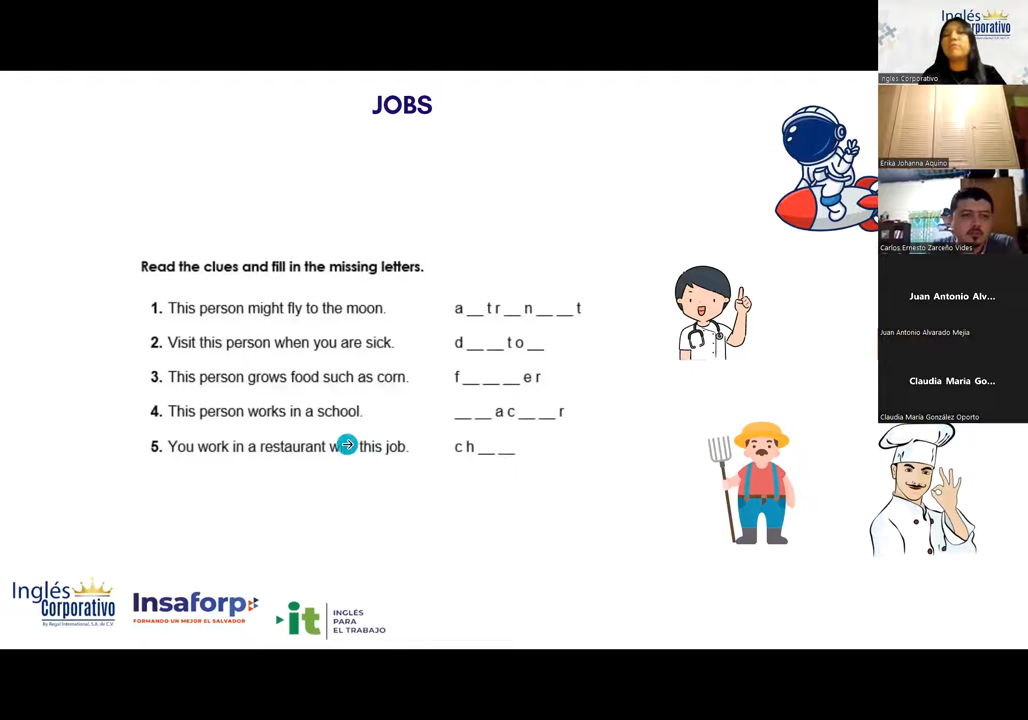 JOBS
Read the clues and fill in the missing letters.
1. This person might fly to the moon. a __ t r __ n __ __ t
2. Visit this person when you are sick. d __ __ t o __
3. This person grows food such as corn. f __ __ __ e r
4. This person works in a school. __ __ a c __ __ r
5. You work in a restaurant this job. c h __ __
Inglés
Corporativo
By Regal International, S.A. de C.V.
Insaforp
FORMANDO UN MEJOR EL SALVADOR
it
INGLÉS
PARA
EL TRABAJO
Inglés
Inglés Corporativo
Erika Johanna Aquino
Carlos Ernesto Zarceño Vides
Juan Antonio Alv...
Juan Antonio Alvarado Mejia
Claudia Maria Go...
Claudia María González Oporto